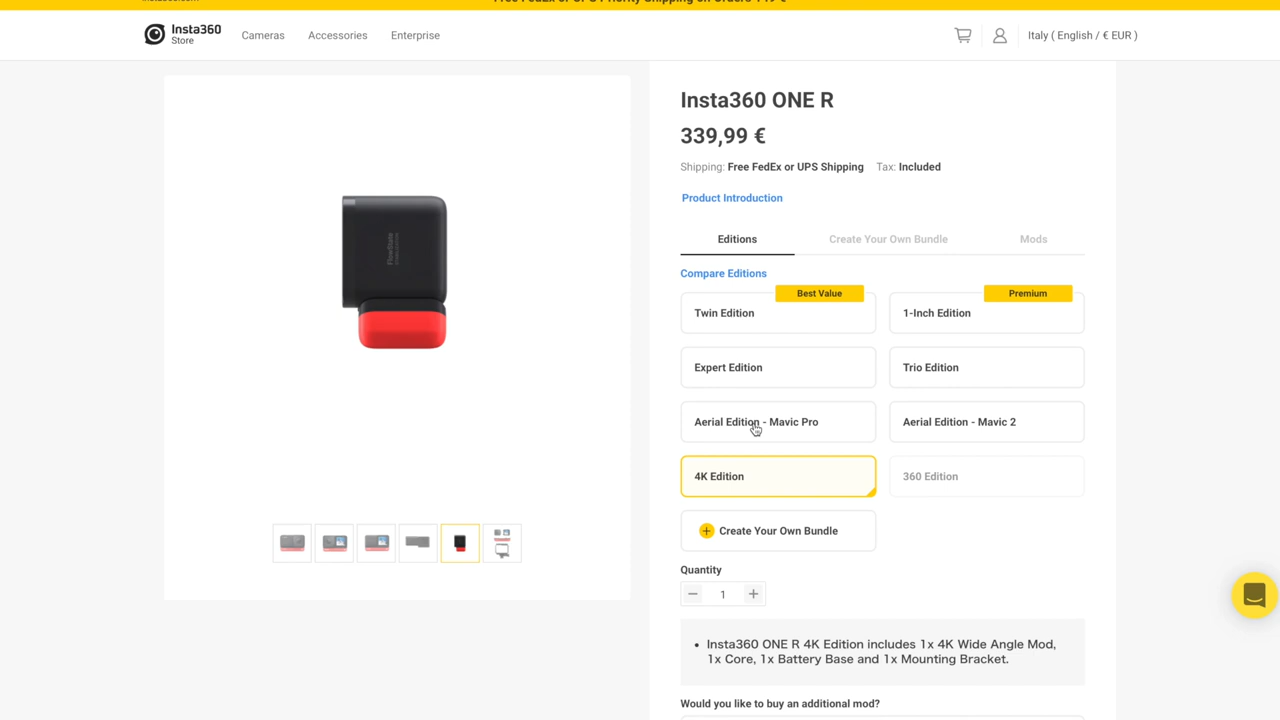 Insta360
Store
Cameras
Accessories
Enterprise
Italy ( English / € EUR )
Insta360 ONE R
339,99 €
Shipping: Free FedEx or UPS Shipping Tax: Included
Product Introduction
Editions
Create Your Own Bundle
Mods
Compare Editions
Best Value
Premium
Twin Edition
1-Inch Edition
Expert Edition
Trio Edition
Aerial Edition - Mavic Pro
Aerial Edition - Mavic 2
4K Edition
360 Edition
Create Your Own Bundle
Quantity
1
• Insta360 ONE R 4K Edition includes 1x 4K Wide Angle Mod,
1x Core, 1x Battery Base and 1x Mounting Bracket.
Would you like to buy an additional mod?